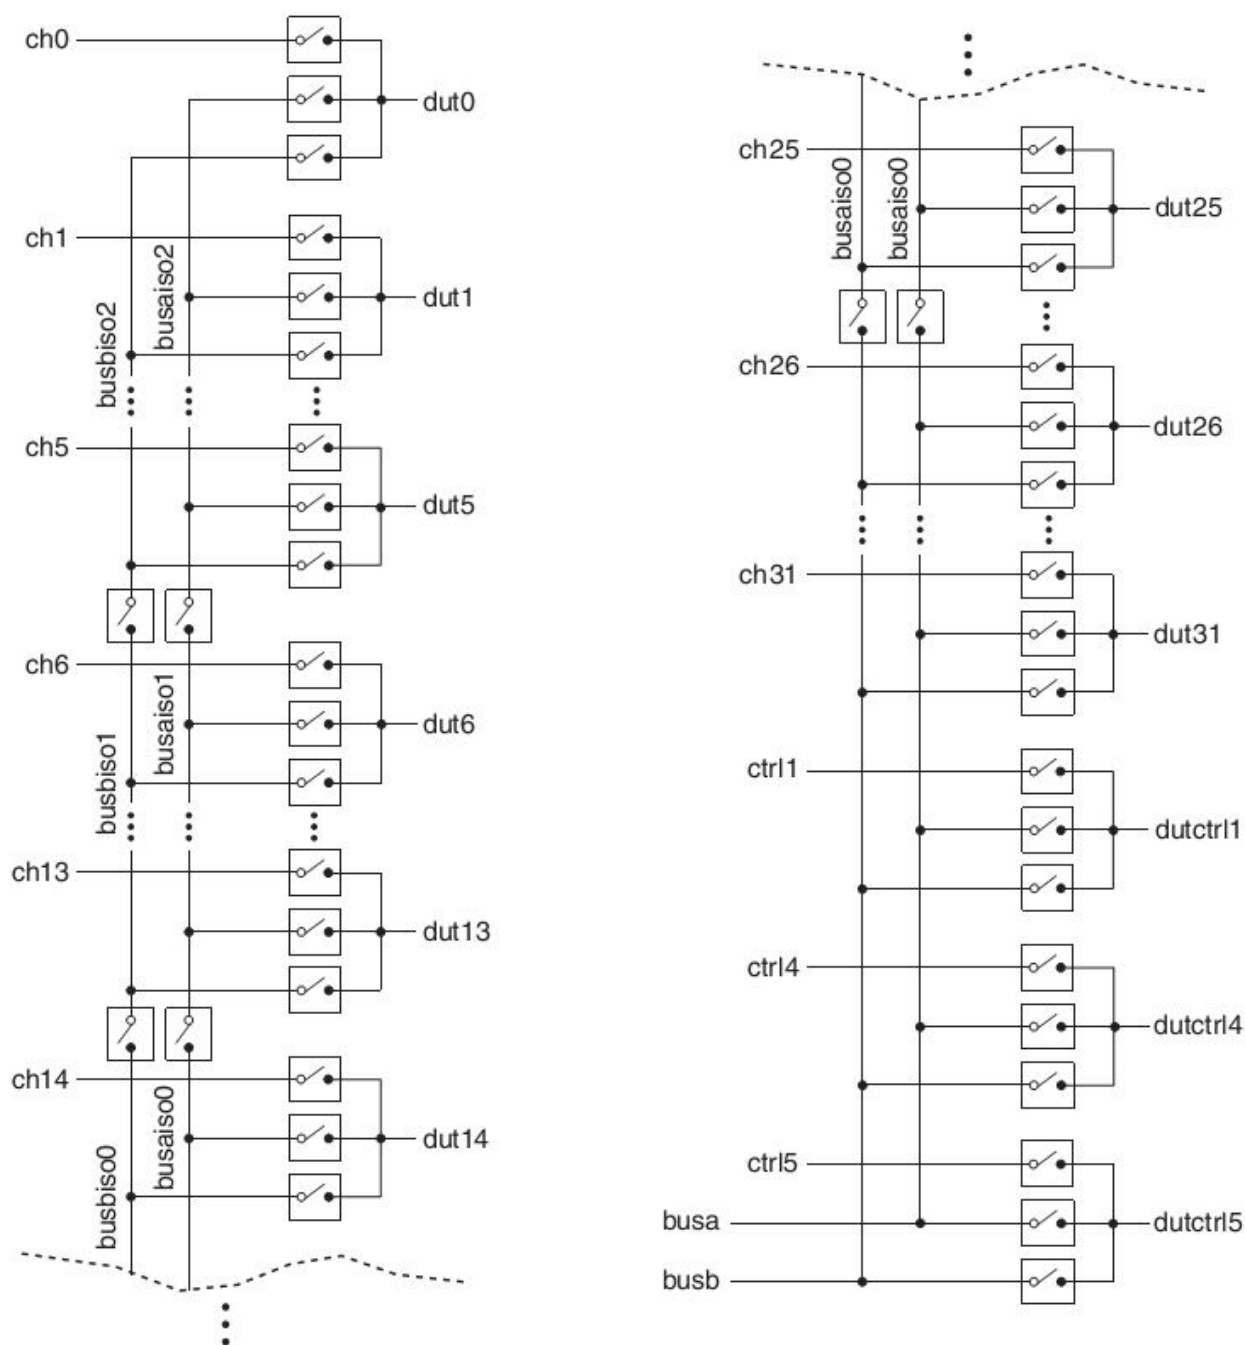 ch0
dut0
ch1
busaiso2
dut1
busbiso2
ch5
dut5
ch6
busaiso1
dut6
busbiso1
ch13
dut13
ch14
busaiso0
dut14
busbiso0
ch25
busaiso0
busaiso0
dut25
ch26
dut26
ch31
dut31
ctrl1
dutctrl1
ctrl4
dutctrl4
ctrl5
busa
dutctrl5
busb